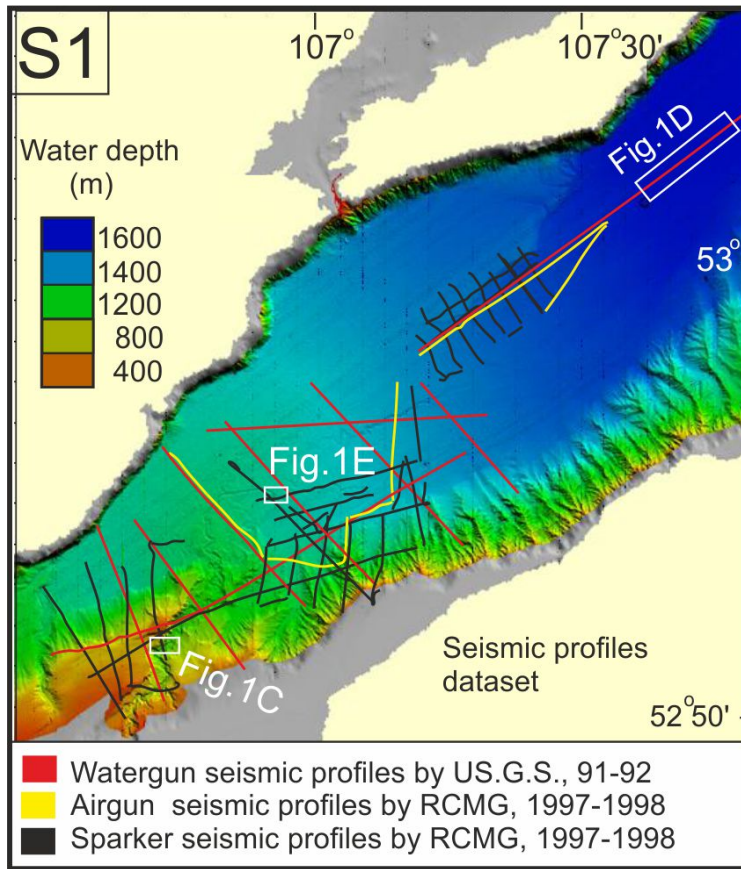 S1
107° 107°30'
Water depth
(m)
1600
1400
1200
800
400
Fig.1D
53°
Fig.1E
Fig.1C
Seismic profiles
dataset
52°50'
Watergun seismic profiles by US.G.S., 91-92
Airgun seismic profiles by RCMG, 1997-1998
Sparker seismic profiles by RCMG, 1997-1998